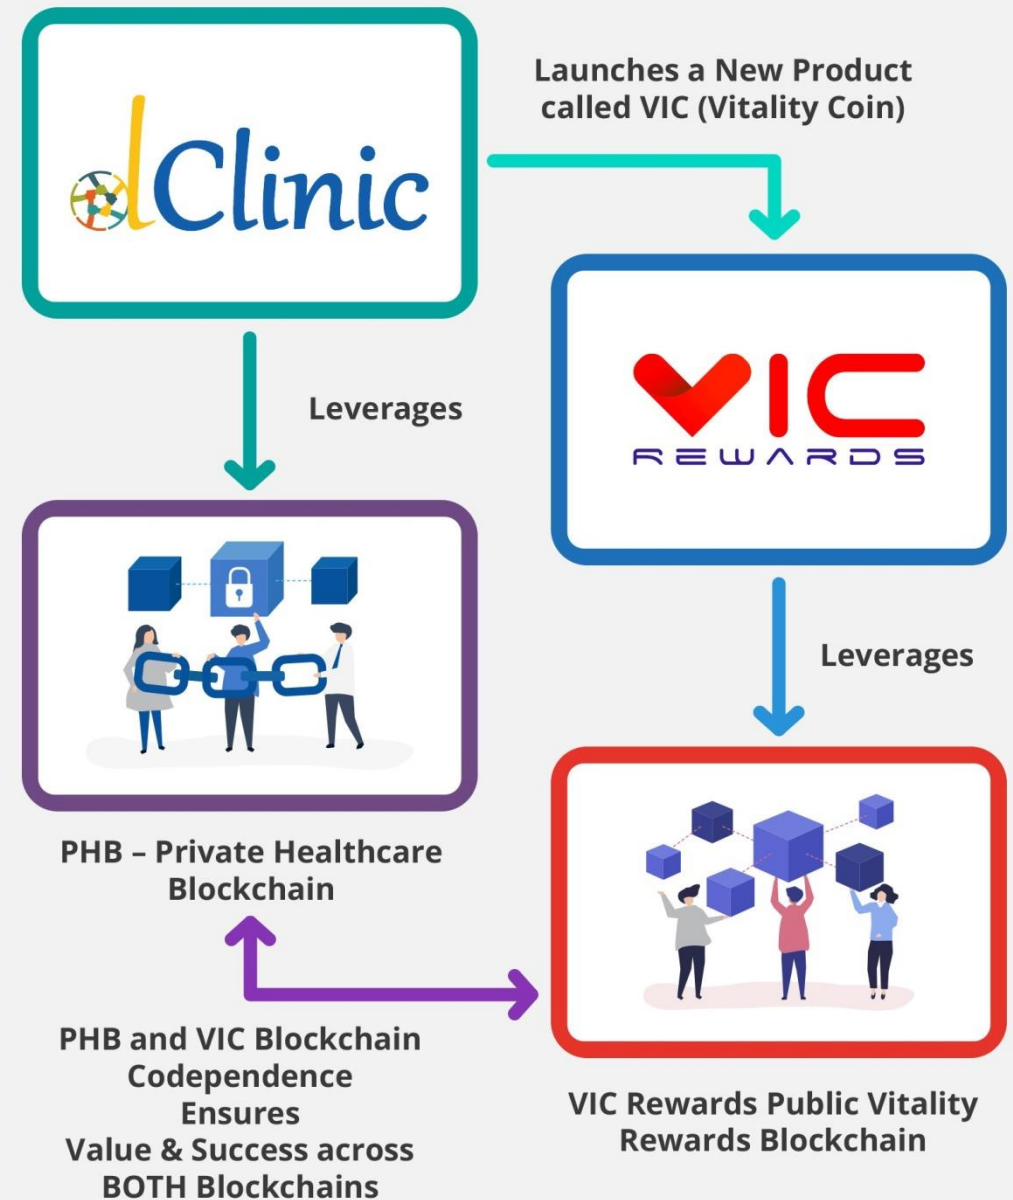 dClinic
Launches a New Product
called VIC (Vitality Coin)
Leverages
VIC
REWARDS
Leverages
PHB – Private Healthcare
Blockchain
PHB and VIC Blockchain
Codependence
Ensures
Value & Success across
BOTH Blockchains
VIC Rewards Public Vitality
Rewards Blockchain